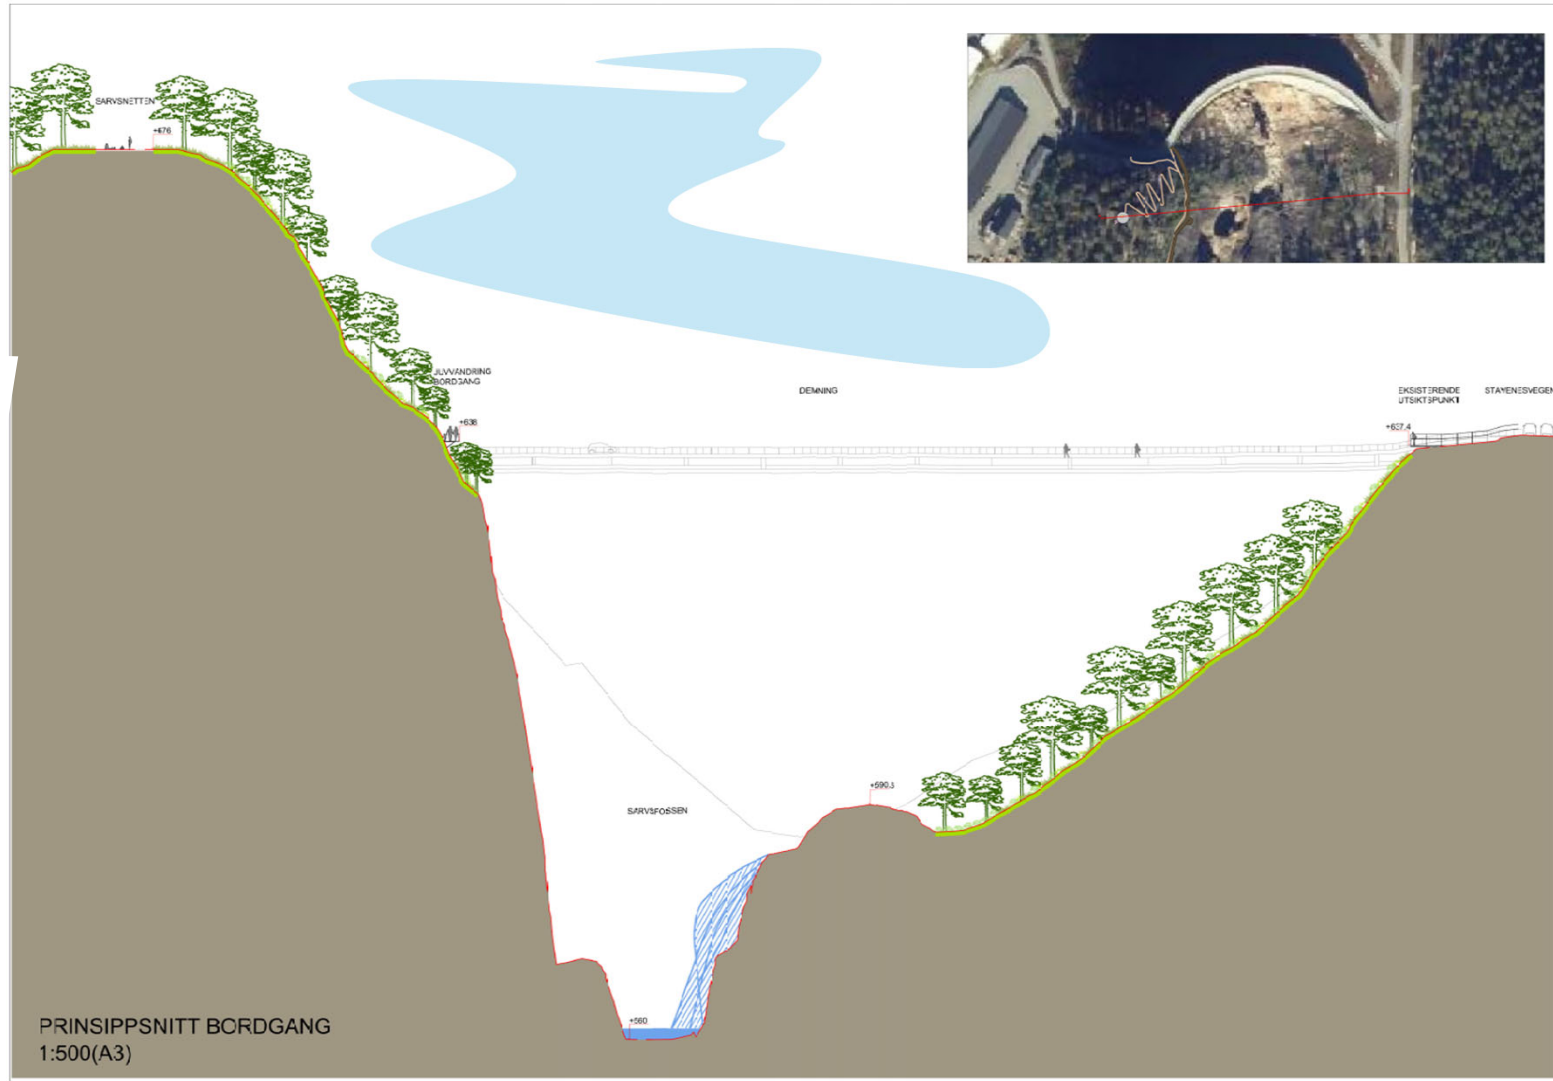 SARVSNETTEN
+676
JUVVANDRING
BORDGANG
+638
DEMNING
EKSISTERENDE
UTSIKTSPUNKT
STAVENESVEGEN
+637.4
+590.3
SARVSFOSSEN
+560
PRINSIPPSNITT BORDGANG
1:500(A3)